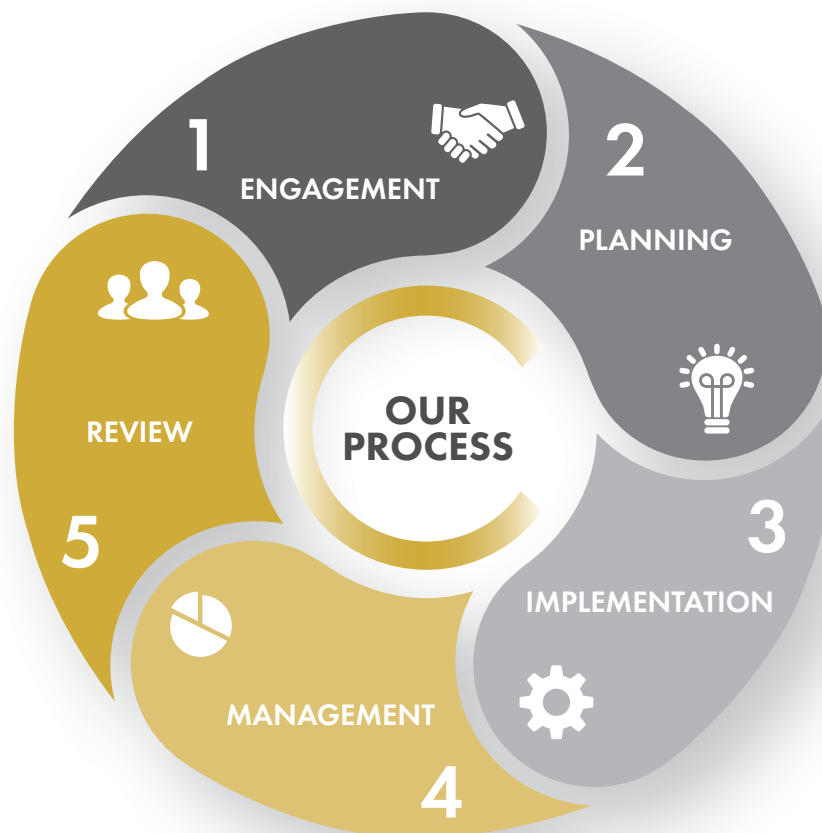 1
ENGAGEMENT
2
PLANNING
3
IMPLEMENTATION
4
MANAGEMENT
5
REVIEW
OUR
PROCESS